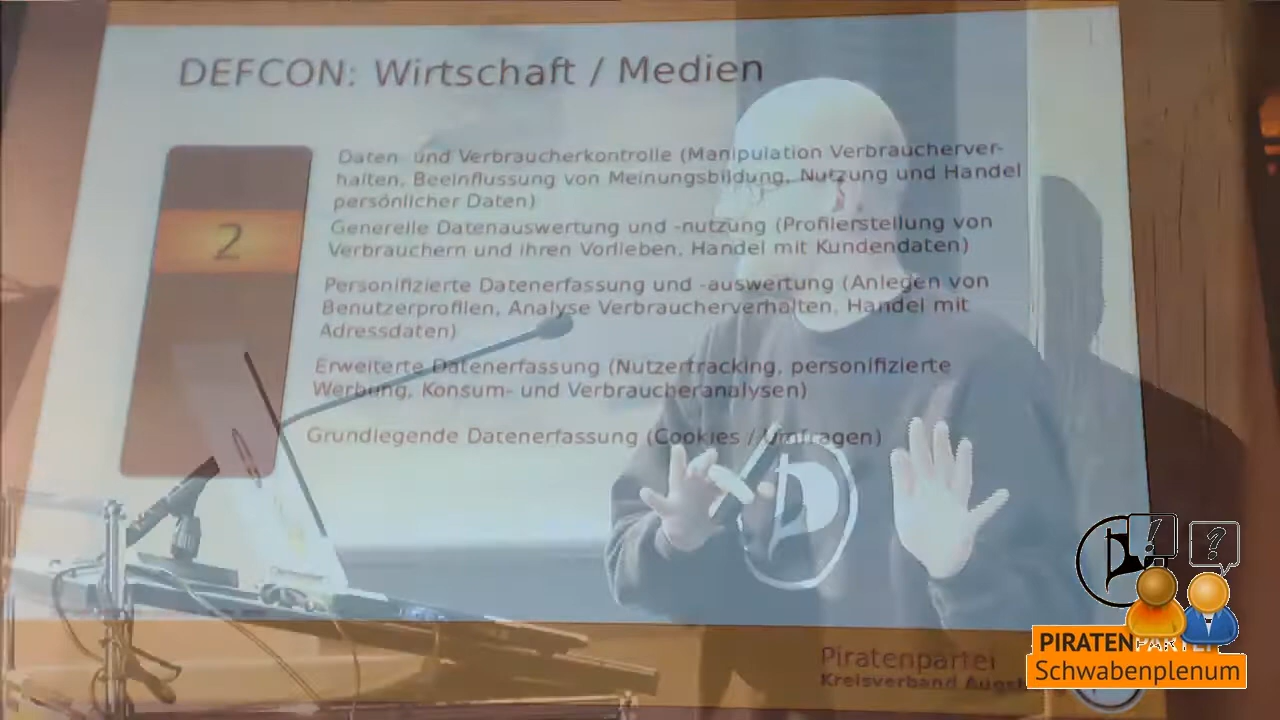 DEFCON: Wirtschaft / Medien
2
Daten- und Verbraucherkontrolle (Manipulation Verbraucherver-
halten, Beeinflussung von Meinungsbildung, Nutzung und Handel
persönlicher Daten)
Generelle Datenauswertung und -nutzung (Profilerstellung von
Verbrauchern und ihren Vorlieben, Handel mit Kundendaten)
Personifizierte Datenerfassung und -auswertung (Anlegen von
Benutzerprofilen, Analyse Verbraucherverhalten, Handel mit
Adressdaten)
Erweiterte Datenerfassung (Nutzertracking, personifizierte
Werbung, Konsum- und Verbraucheranalysen)
Grundlegende Datenerfassung (Cookies / Umfragen)
! ?
Piratenpartei
Kreisverband
PIRATENPARTEI
Schwabenplenum